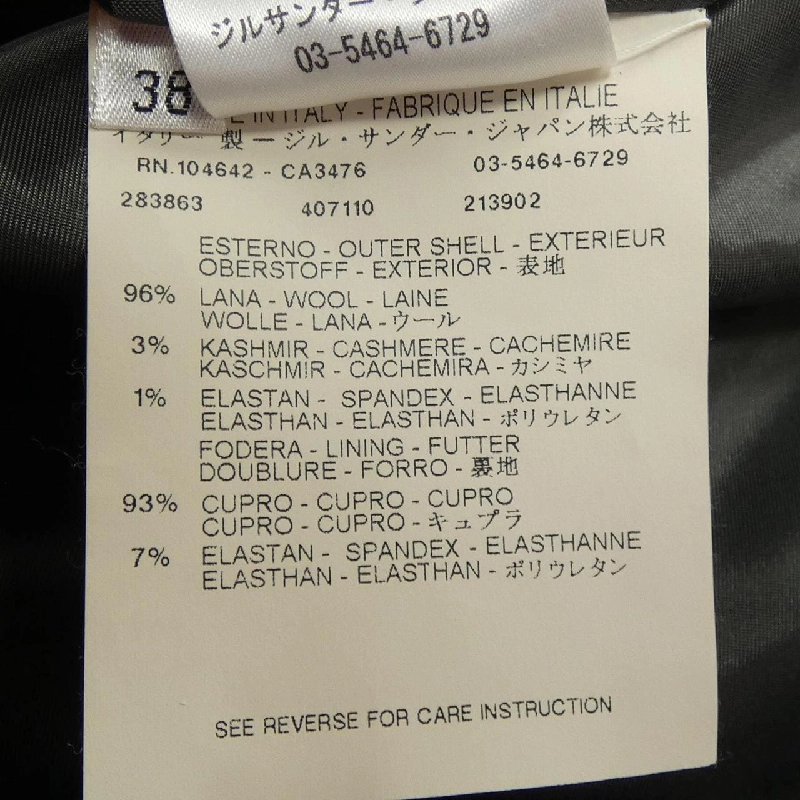 ジルサンダー・
03-5464-6729
38
E IN ITALY - FABRIQUE EN ITALIE
イタリー 製 ー ジル・サンダー・ジャパン株式会社
RN.104642 - CA3476 03-5464-6729
283863 407110 213902
ESTERNO - OUTER SHELL - EXTERIEUR
OBERSTOFF - EXTERIOR - 表地
96% LANA - WOOL - LAINE
WOLLE - LANA - ウール
3% KASHMIR - CASHMERE - CACHEMIRE
KASCHMIR - CACHEMIRA - カシミヤ
1% ELASTAN - SPANDEX - ELASTHANNE
ELASTHAN - ELASTHAN - ポリウレタン
FODERA - LINING - FUTTER
DOUBLURE - FORRO - 裏地
93% CUPRO - CUPRO - CUPRO
CUPRO - CUPRO - キュプラ
7% ELASTAN - SPANDEX - ELASTHANNE
ELASTHAN - ELASTHAN - ポリウレタン
SEE REVERSE FOR CARE INSTRUCTION